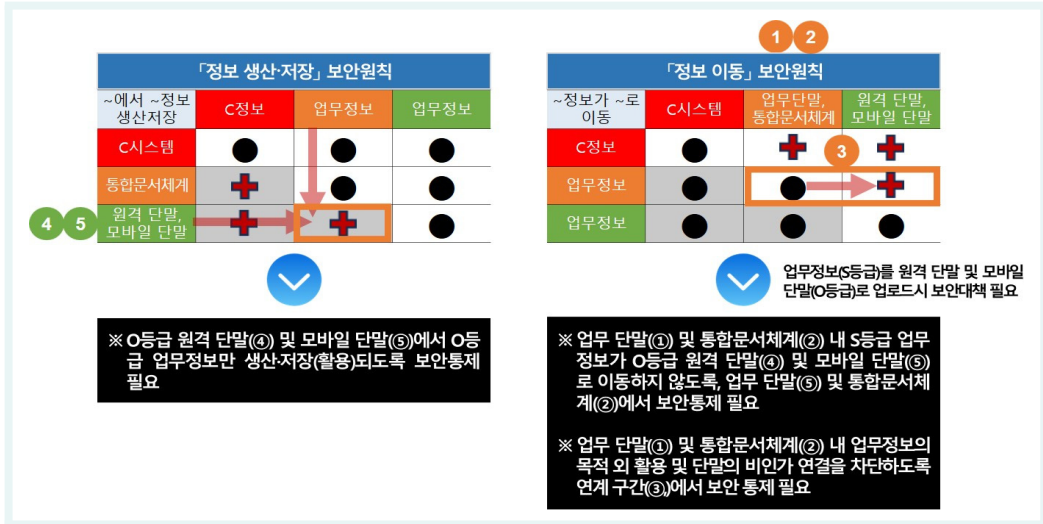 「정보 생산·저장」 보안원칙
~에서 ~정보 생산저장
C정보
업무정보
업무정보
C시스템
통합문서체계
4 5
원격 단말,
모바일 단말
※ O등급 원격 단말(④) 및 모바일 단말(⑤)에서 O등
급 업무정보만 생산·저장(활용)되도록 보안통제
필요
1 2
「정보 이동」 보안원칙
~정보가 ~로
이동
C시스템
업무단말,
통합문서체계
원격 단말,
모바일 단말
C정보
3
업무정보
업무정보
업무정보(S등급)를 원격 단말 및 모바일
단말(O등급)로 업로드시 보안대책 필요
※ 업무 단말(①) 및 통합문서체계(②) 내 S등급 업무
정보가 O등급 원격 단말(④) 및 모바일 단말(⑤)
로 이동하지 않도록, 업무 단말(⑤) 및 통합문서체
계(②)에서 보안통제 필요
※ 업무 단말(①) 및 통합문서체계(②) 내 업무정보의
목적 외 활용 및 단말의 비인가 연결을 차단하도록
연계 구간(③,)에서 보안 통제 필요